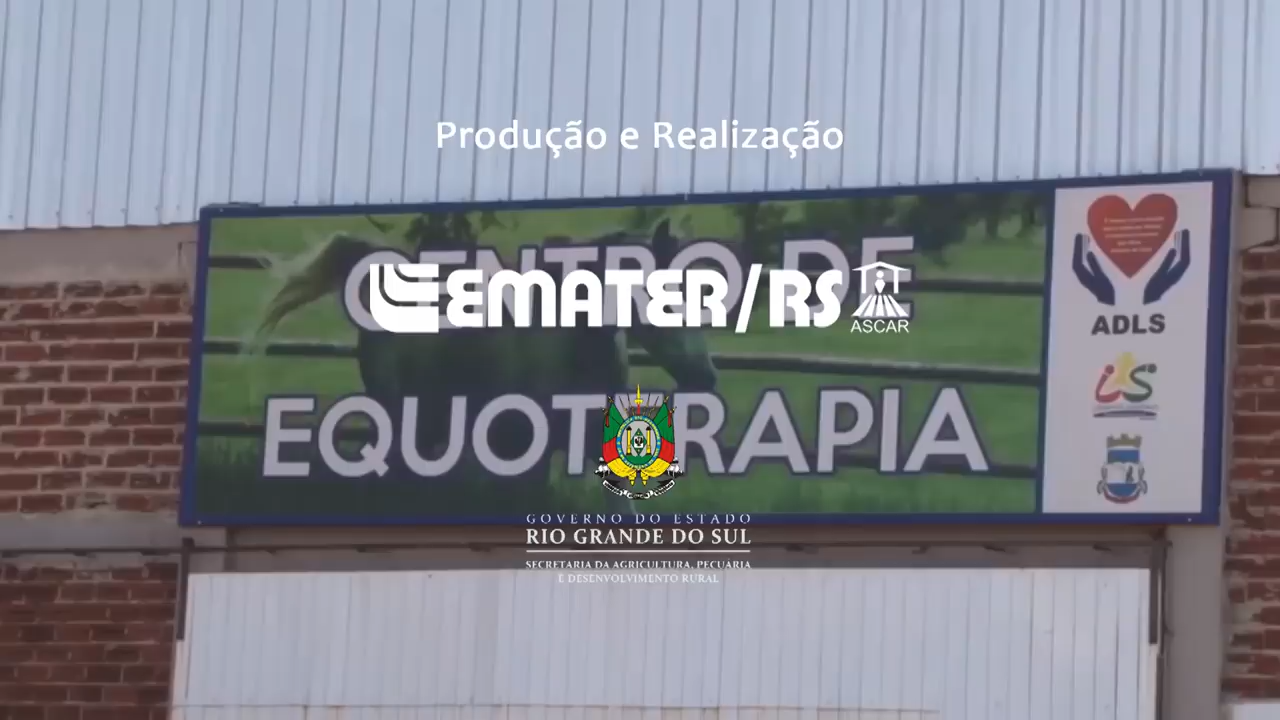 Produção e Realização
CENTRO DE
EMATER/RS
ASCAR
EQUOTERAPIA
ADLS
GOVERNO DO ESTADO
RIO GRANDE DO SUL
SECRETARIA DA AGRICULTURA, PECUÁRIA
E DESENVOLVIMENTO RURAL